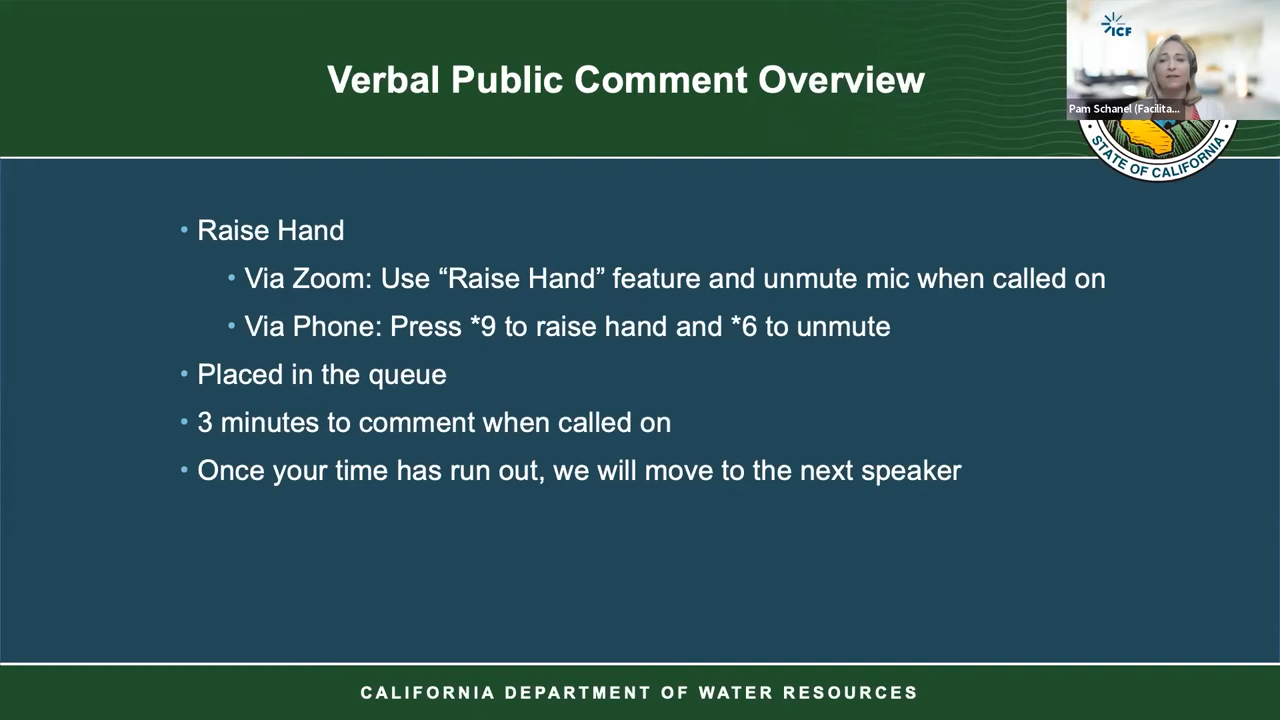 Verbal Public Comment Overview
ICF
Pam Schanel (Facilita...
STATE OF CALIFORNIA
• Raise Hand
• Via Zoom: Use “Raise Hand” feature and unmute mic when called on
• Via Phone: Press *9 to raise hand and *6 to unmute
• Placed in the queue
• 3 minutes to comment when called on
• Once your time has run out, we will move to the next speaker
CALIFORNIA DEPARTMENT OF WATER RESOURCES